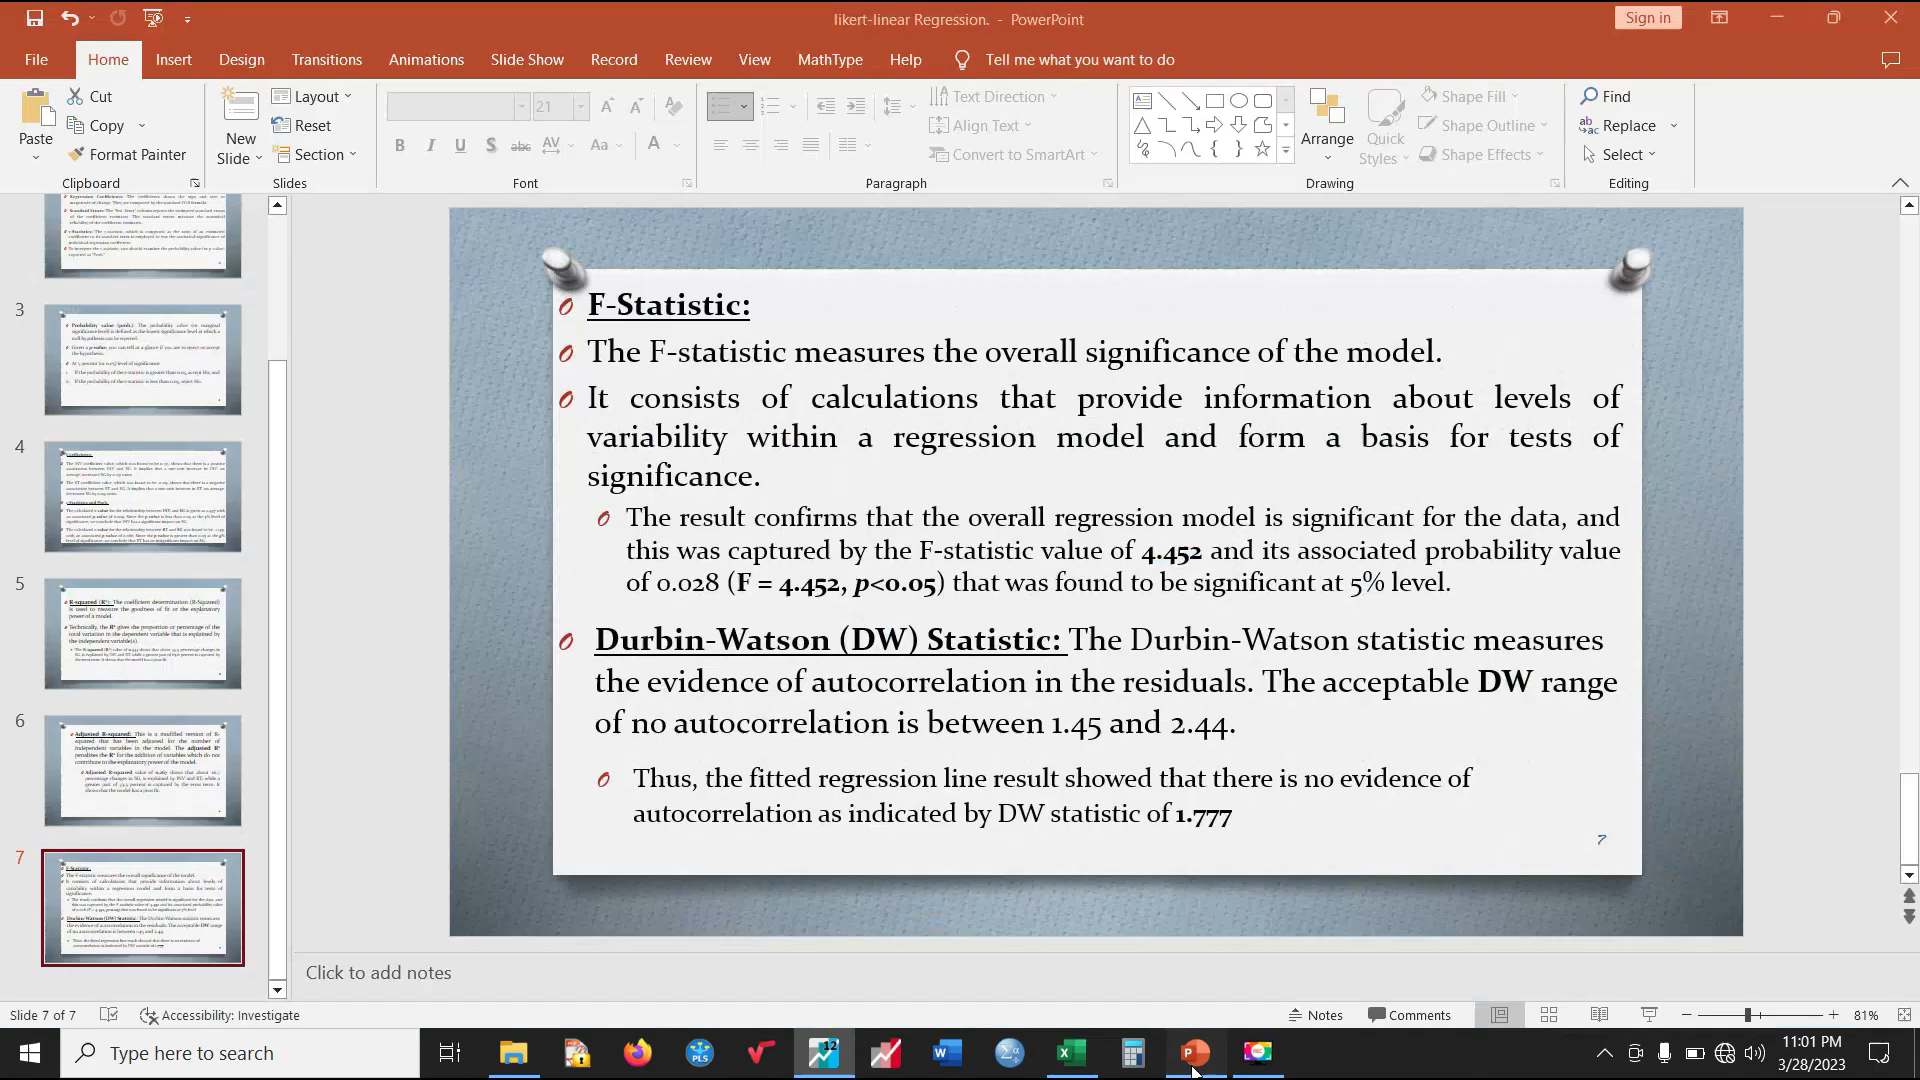 likert-linear Regression. - PowerPoint
Sign in
File Home Insert Design Transitions Animations Slide Show Record Review View MathType Help Tell me what you want to do
Paste
Cut
Copy
Format Painter
Clipboard
New Slide
Layout
Reset
Section
Slides
21
B I U S abc AV Aa A
Font
Text Direction
Align Text
Convert to SmartArt
Paragraph
Arrange
Quick Styles
Shape Fill
Shape Outline
Shape Effects
Drawing
Find
Replace
Select
Editing
3
4
5
6
7
F-Statistic:
The F-statistic measures the overall significance of the model.
It consists of calculations that provide information about levels of
variability within a regression model and form a basis for tests of
significance.
The result confirms that the overall regression model is significant for the data, and
this was captured by the F-statistic value of 4.452 and its associated probability value
of 0.028 (F = 4.452, p<0.05) that was found to be significant at 5% level.
Durbin-Watson (DW) Statistic: The Durbin-Watson statistic measures
the evidence of autocorrelation in the residuals. The acceptable DW range
of no autocorrelation is between 1.45 and 2.44.
Thus, the fitted regression line result showed that there is no evidence of
autocorrelation as indicated by DW statistic of 1.777
7
Click to add notes
Slide 7 of 7 Accessibility: Investigate Notes Comments 81%
Type here to search
11:01 PM
3/28/2023